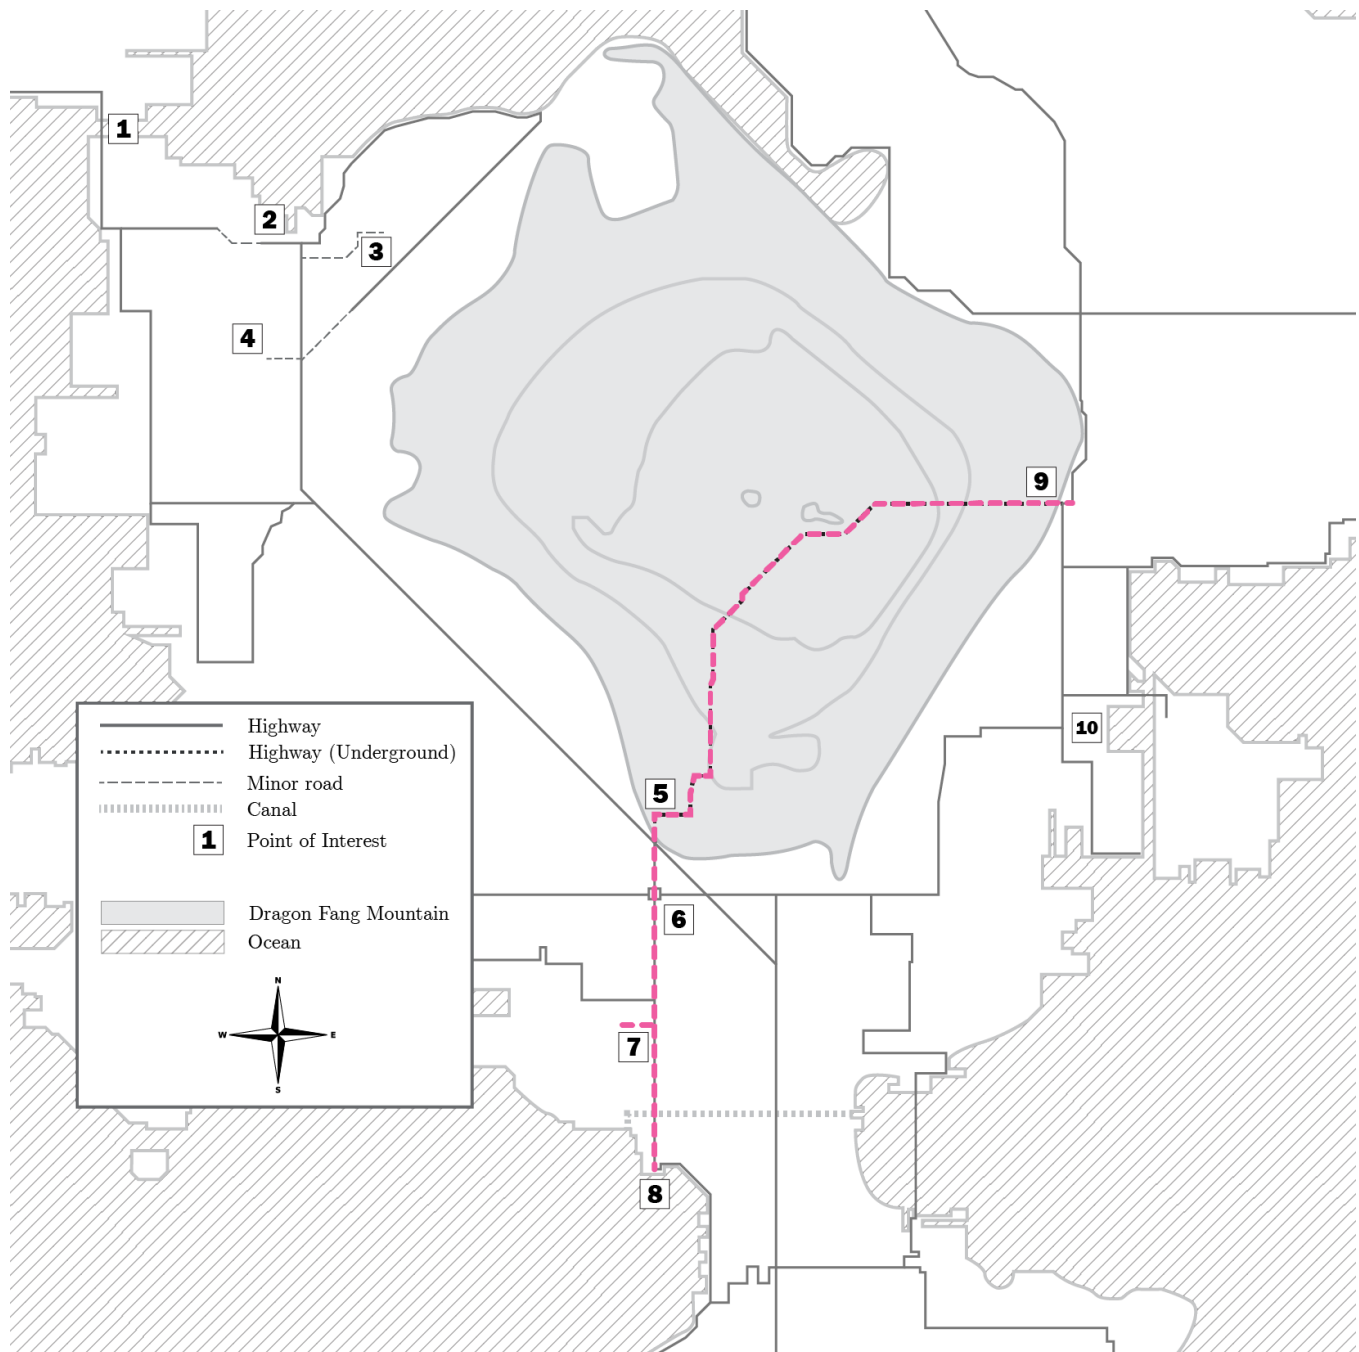 1
2
3
4
9
10
5
6
7
8
Highway
Highway (Underground)
Minor road
Canal
1 Point of Interest
Dragon Fang Mountain
Ocean
N
W E
S